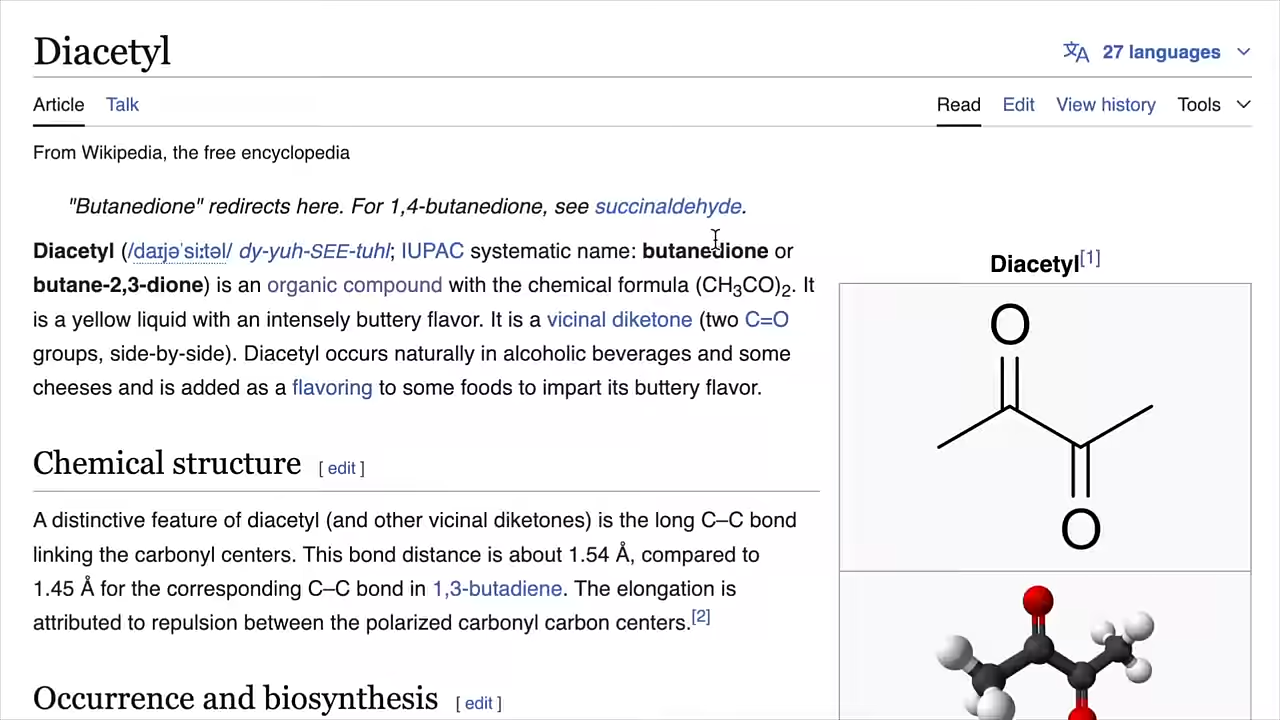 Diacetyl
27 languages
Article Talk Read Edit View history Tools
From Wikipedia, the free encyclopedia
"Butanedione" redirects here. For 1,4-butanedione, see succinaldehyde.
Diacetyl (/daɪjəˈsiːtəl/ dy-yuh-SEE-tuhl; IUPAC systematic name: butanedione or
butane-2,3-dione) is an organic compound with the chemical formula (CH₃CO)₂. It
is a yellow liquid with an intensely buttery flavor. It is a vicinal diketone (two C=O
groups, side-by-side). Diacetyl occurs naturally in alcoholic beverages and some
cheeses and is added as a flavoring to some foods to impart its buttery flavor.
Chemical structure [ edit ]
A distinctive feature of diacetyl (and other vicinal diketones) is the long C–C bond
linking the carbonyl centers. This bond distance is about 1.54 Å, compared to
1.45 Å for the corresponding C–C bond in 1,3-butadiene. The elongation is
attributed to repulsion between the polarized carbonyl carbon centers.[2]
Occurrence and biosynthesis [ edit ]
Diacetyl[1]
O
O